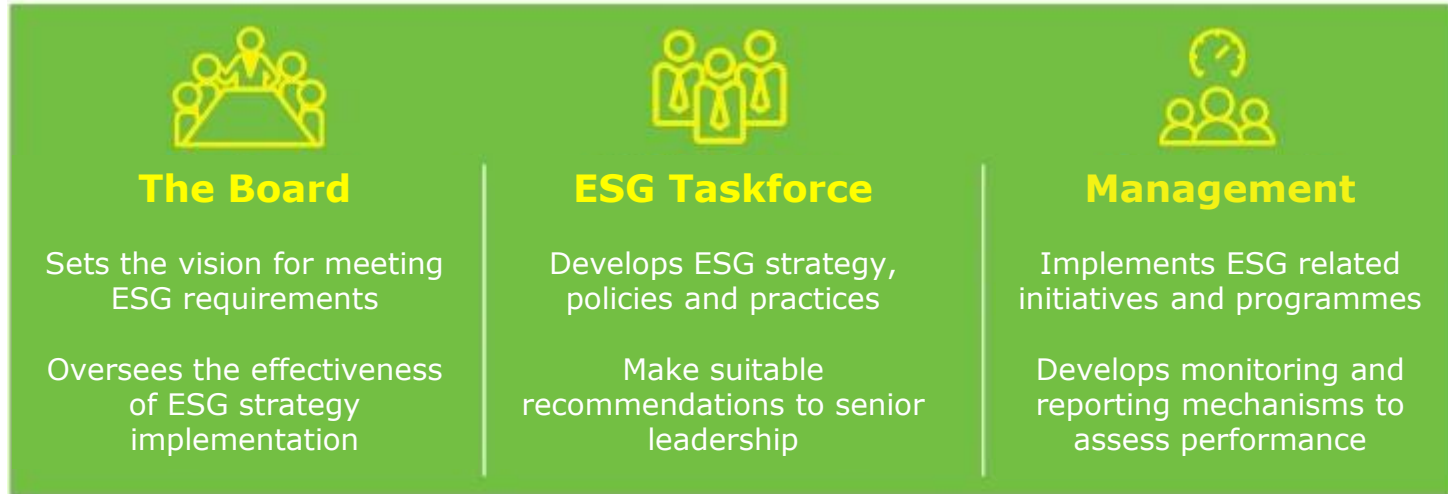 The Board
Sets the vision for meeting
ESG requirements
Oversees the effectiveness
of ESG strategy
implementation
ESG Taskforce
Develops ESG strategy,
policies and practices
Make suitable
recommendations to senior
leadership
Management
Implements ESG related
initiatives and programmes
Develops monitoring and
reporting mechanisms to
assess performance